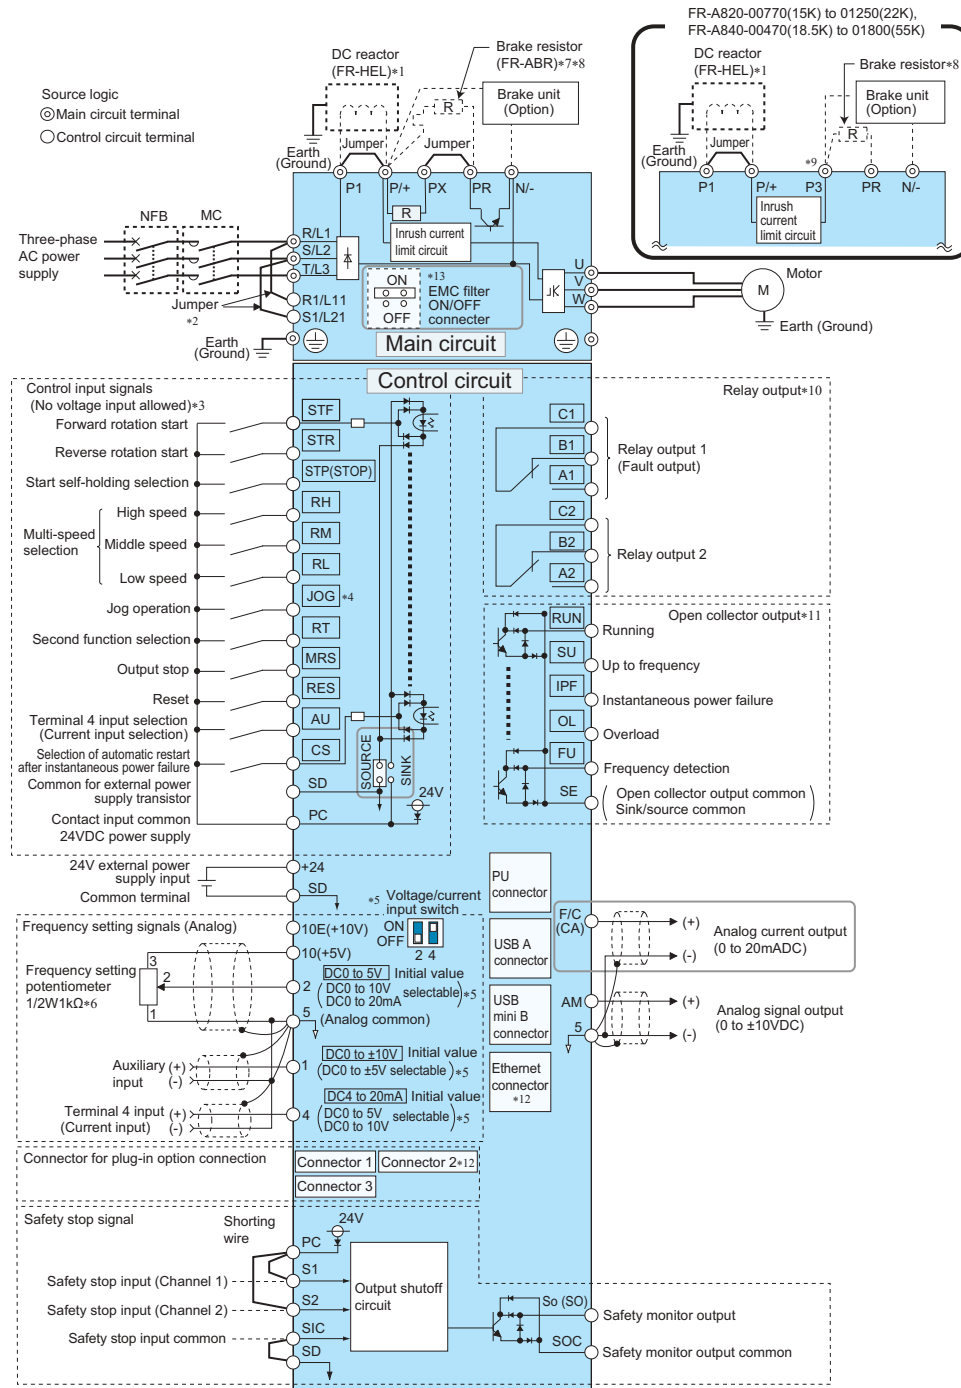 FR-A820-00770(15K) to 01250(22K),
FR-A840-00470(18.5K) to 01800(55K)
DC reactor
(FR-HEL)*1
Brake resistor*8
Brake unit
(Option)
R
Jumper
Earth
(Ground)
*9
P1
P/+
P3
PR
N/-
Inrush
current
limit circuit
Source logic
Main circuit terminal
Control circuit terminal
DC reactor
(FR-HEL)*1
Brake resistor
(FR-ABR)*7*8
Brake unit
(Option)
R
Earth
(Ground)
Jumper
Jumper
P1
P/+
PX
PR
N/-
R
Inrush current
limit circuit
NFB
MC
Three-phase
AC power
supply
R/L1
S/L2
T/L3
R1/L11
S1/L21
Jumper
*2
ON
OFF
*13
EMC filter
ON/OFF
connecter
U
V
W
Motor
M
Earth (Ground)
Earth
(Ground)
Main circuit
Control circuit
Control input signals
(No voltage input allowed)*3
Forward rotation start
STF
Reverse rotation start
STR
Start self-holding selection
STP(STOP)
Multi-speed
selection
High speed
RH
Middle speed
RM
Low speed
RL
Jog operation
JOG *4
Second function selection
RT
Output stop
MRS
Reset
RES
Terminal 4 input selection
(Current input selection)
AU
Selection of automatic restart
after instantaneous power failure
CS
Common for external power
supply transistor
SD
Contact input common
24VDC power supply
PC
SOURCE
SINK
24V
Relay output*10
C1
B1
A1
Relay output 1
(Fault output)
C2
B2
A2
Relay output 2
Open collector output*11
RUN
Running
SU
Up to frequency
IPF
Instantaneous power failure
OL
Overload
FU
Frequency detection
SE
Open collector output common
Sink/source common
24V external power
supply input
+24
Common terminal
SD
*5 Voltage/current
input switch
ON
OFF
2 4
Frequency setting signals (Analog)
10E(+10V)
10(+5V)
Frequency setting
potentiometer
1/2W1kΩ*6
3
2
1
2
DC0 to 5V Initial value
DC0 to 10V
DC0 to 20mA
selectable *5
5
(Analog common)
Auxiliary
input
(+)
(-)
1
DC0 to ±10V Initial value
(DC0 to ±5V selectable)*5
Terminal 4 input
(Current input)
(+)
(-)
4
DC4 to 20mA Initial value
DC0 to 5V
DC0 to 10V
selectable *5
PU
connector
USB A
connector
USB
mini B
connector
Ethernet
connector
*12
F/C
(CA)
(+)
(-)
Analog current output
(0 to 20mADC)
AM
5
(+)
(-)
Analog signal output
(0 to ±10VDC)
Connector for plug-in option connection
Connector 1
Connector 2*12
Connector 3
Safety stop signal
Shorting
wire
24V
PC
Safety stop input (Channel 1)
S1
Safety stop input (Channel 2)
S2
Safety stop input common
SIC
SD
Output shutoff
circuit
So (SO)
Safety monitor output
SOC
Safety monitor output common